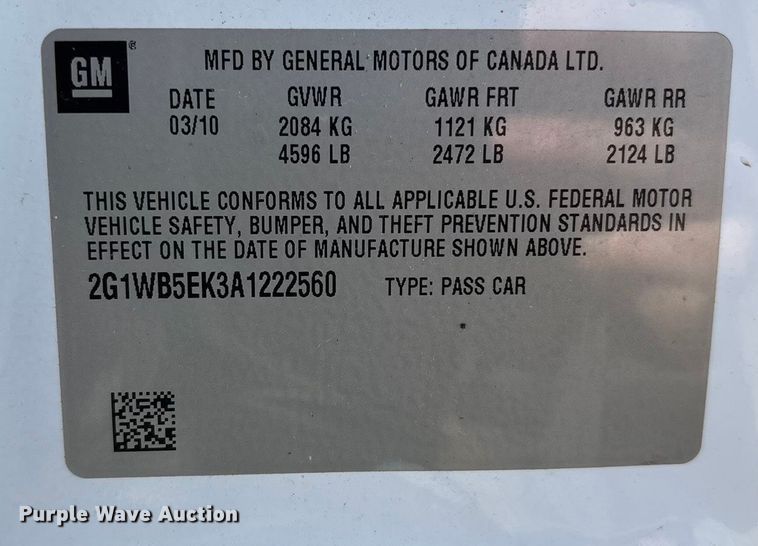 GM ® MFD BY GENERAL MOTORS OF CANADA LTD.
DATE GVWR GAWR FRT GAWR RR
03/10 2084 KG 1121 KG 963 KG
4596 LB 2472 LB 2124 LB
THIS VEHICLE CONFORMS TO ALL APPLICABLE U.S. FEDERAL MOTOR
VEHICLE SAFETY, BUMPER, AND THEFT PREVENTION STANDARDS IN
EFFECT ON THE DATE OF MANUFACTURE SHOWN ABOVE.
2G1WB5EK3A1222560 TYPE: PASS CAR
Purple Wave Auction